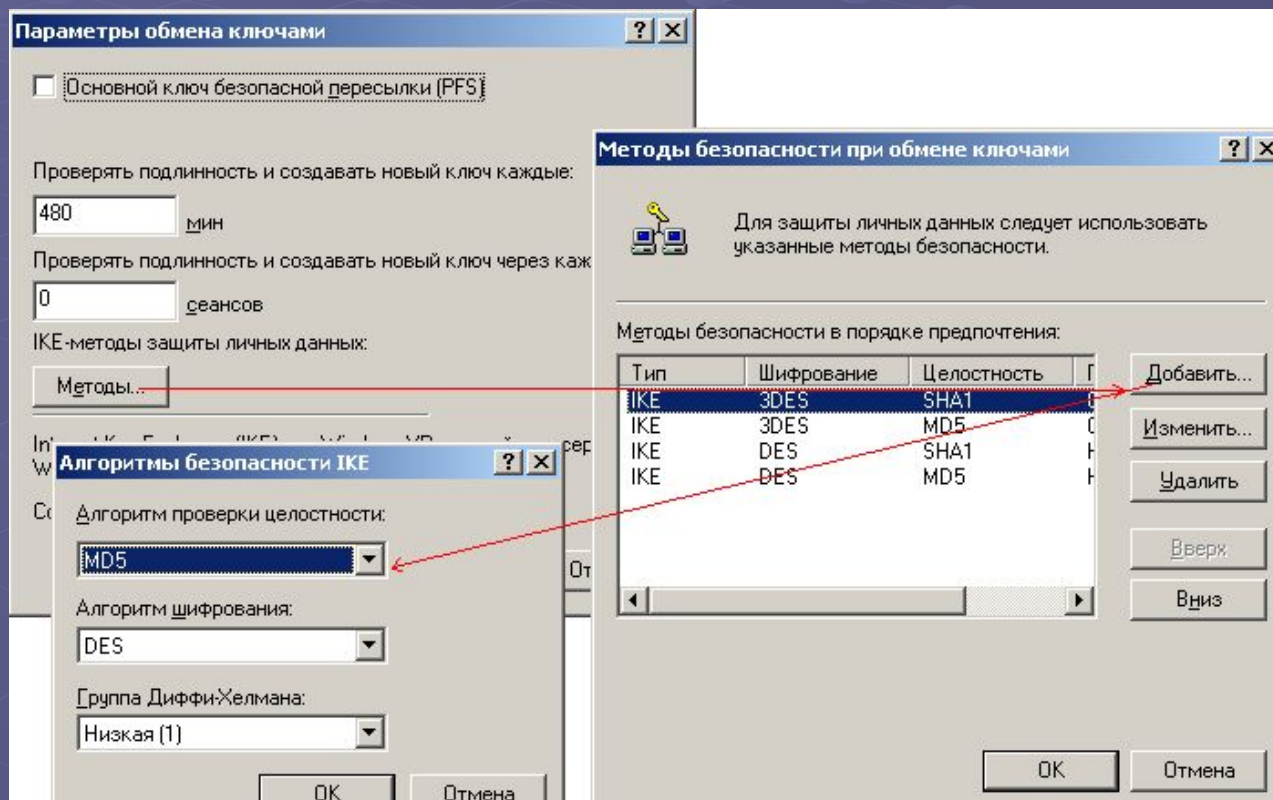 Параметры обмена ключами
Основной ключ безопасной пересылки (PFS)
Проверять подлинность и создавать новый ключ каждые:
480 мин
Проверять подлинность и создавать новый ключ через каж
0 сеансов
IKE-методы защиты личных данных:
Методы...
Методы безопасности при обмене ключами
Для защиты личных данных следует использовать
указанные методы безопасности.
Методы безопасности в порядке предпочтения:
Тип Шифрование Целостность
IKE 3DES SHA1
IKE 3DES MD5
IKE DES SHA1
IKE DES MD5
Добавить...
Изменить...
Удалить
Вверх
Вниз
OK Отмена
Алгоритмы безопасности IKE
Алгоритм проверки целостности:
MD5
Алгоритм шифрования:
DES
Группа Диффи-Хелмана:
Низкая (1)
OK Отмена